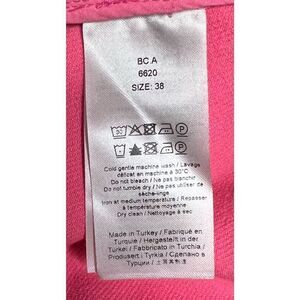 BC.A
6620
SIZE: 38
Cold gentle machine wash / Lavage
délicat en machine à 30°C
Do not bleach / Ne pas blanchir
Do not tumble dry / Ne pas utiliser de
sèche-linge
Iron at medium temperature / Repassage
à température moyenne
Dry clean / Nettoyage à sec
Made in Turkey / Fabriqué en
Turquie / Hergestellt in der
Türkei / Fabbricato in Turchia /
Produsert i Tyrkia / Сделано в
Турции / 土耳其制造